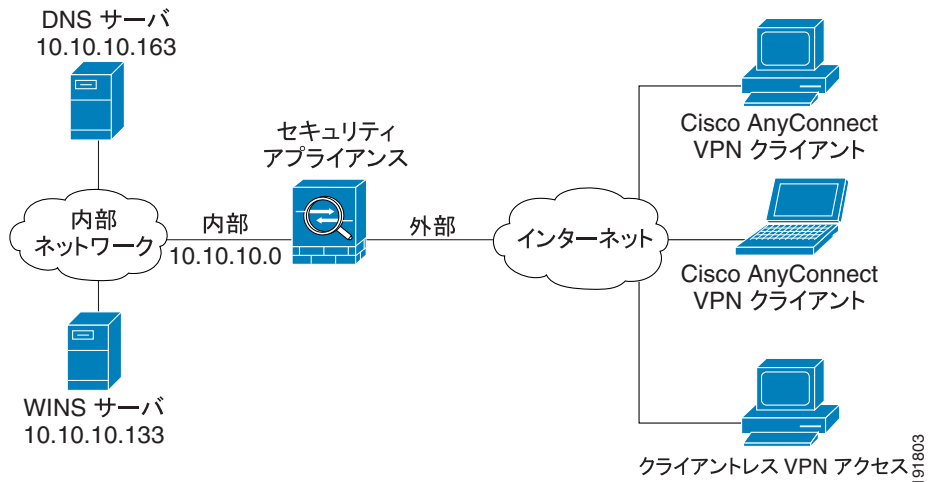 DNS サーバ
10.10.10.163
セキュリティ
アプライアンス
Cisco AnyConnect
VPN クライアント
内部
ネットワーク
内部
10.10.10.0
外部
インターネット
Cisco AnyConnect
VPN クライアント
WINS サーバ
10.10.10.133
クライアントレス VPN アクセス
191803